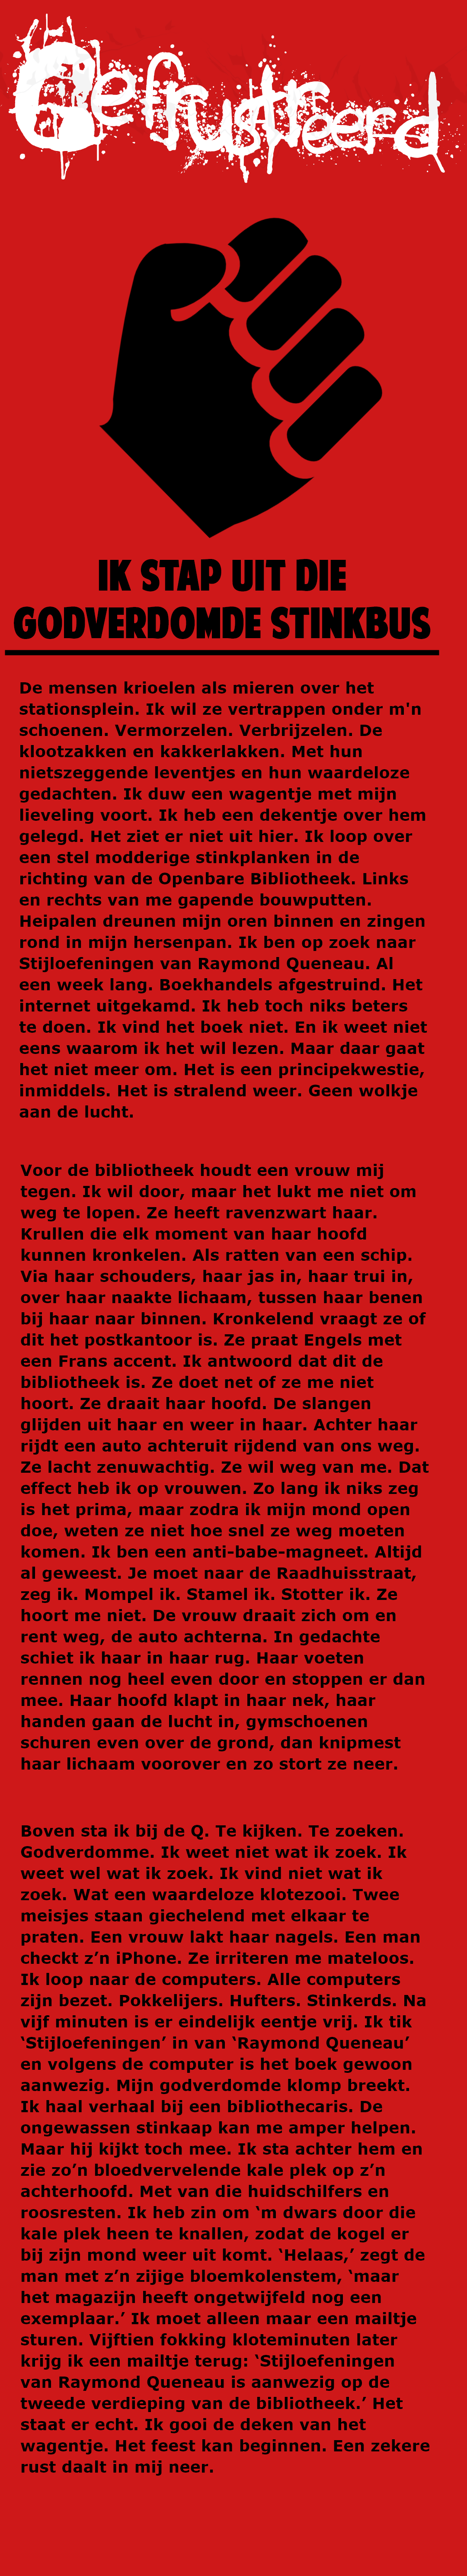 Gefrustreerd
IK STAP UIT DIE
GODVERDOMDE STINKBUS
De mensen krioelen als mieren over het
stationsplein. Ik wil ze vertrappen onder m'n
schoenen. Vermorzelen. Verbrijzelen. De
klootzakken en kakkerlakken. Met hun
nietszeggende leventjes en hun waardeloze
gedachten. Ik duw een wagentje met mijn
lieveling voort. Ik heb een dekentje over hem
gelegd. Het ziet er niet uit hier. Ik loop over
een stel modderige stinkplanken in de
richting van de Openbare Bibliotheek. Links
en rechts van me gapende bouwputten.
Heipalen dreunen mijn oren binnen en zingen
rond in mijn hersenpan. Ik ben op zoek naar
Stijloefeningen van Raymond Queneau. Al
een week lang. Boekhandels afgestruind. Het
internet uitgekamd. Ik heb toch niks beters
te doen. Ik vind het boek niet. En ik weet niet
eens waarom ik het wil lezen. Maar daar gaat
het niet meer om. Het is een principekwestie,
inmiddels. Het is stralend weer. Geen wolkje
aan de lucht.
Voor de bibliotheek houdt een vrouw mij
tegen. Ik wil door, maar het lukt me niet om
weg te lopen. Ze heeft ravenzwart haar.
Krullen die elk moment van haar hoofd
kunnen kronkelen. Als ratten van een schip.
Via haar schouders, haar jas in, haar trui in,
over haar naakte lichaam, tussen haar benen
bij haar naar binnen. Kronkelend vraagt ze of
dit het postkantoor is. Ze praat Engels met
een Frans accent. Ik antwoord dat dit de
bibliotheek is. Ze doet net of ze me niet
hoort. Ze draait haar hoofd. De slangen
glijden uit haar en weer in haar. Achter haar
rijdt een auto achteruit rijdend van ons weg.
Ze lacht zenuwachtig. Ze wil weg van me. Dat
effect heb ik op vrouwen. Zo lang ik niks zeg
is het prima, maar zodra ik mijn mond open
doe, weten ze niet hoe snel ze weg moeten
komen. Ik ben een anti-babe-magneet. Altijd
al geweest. Je moet naar de Raadhuisstraat,
zeg ik. Mompel ik. Stamel ik. Stotter ik. Ze
hoort me niet. De vrouw draait zich om en
rent weg, de auto achterna. In gedachte
schiet ik haar in haar rug. Haar voeten
rennen nog heel even door en stoppen er dan
mee. Haar hoofd klapt in haar nek, haar
handen gaan de lucht in, gymschoenen
schuren even over de grond, dan knipmest
haar lichaam voorover en zo stort ze neer.
Boven sta ik bij de Q. Te kijken. Te zoeken.
Godverdomme. Ik weet niet wat ik zoek. Ik
weet wel wat ik zoek. Ik vind niet wat ik
zoek. Wat een waardeloze klotezooi. Twee
meisjes staan giechelend met elkaar te
praten. Een vrouw lakt haar nagels. Een man
checkt z’n iPhone. Ze irriteren me mateloos.
Ik loop naar de computers. Alle computers
zijn bezet. Pokkelijers. Hufters. Stinkerds. Na
vijf minuten is er eindelijk eentje vrij. Ik tik
‘Stijloefeningen’ in van ‘Raymond Queneau’
en volgens de computer is het boek gewoon
aanwezig. Mijn godverdomde klomp breekt.
Ik haal verhaal bij een bibliothecaris. De
ongewassen stinkaap kan me amper helpen.
Maar hij kijkt toch mee. Ik sta achter hem en
zie zo’n bloedvervelende kale plek op z’n
achterhoofd. Met van die huidschilfers en
roosresten. Ik heb zin om ‘m dwars door die
kale plek heen te knallen, zodat de kogel er
bij zijn mond weer uit komt. ‘Helaas,’ zegt de
man met z’n zijige bloemkolenstem, ‘maar
het magazijn heeft ongetwijfeld nog een
exemplaar.’ Ik moet alleen maar een mailtje
sturen. Vijftien fokking kloteminuten later
krijg ik een mailtje terug: ‘Stijloefeningen
van Raymond Queneau is aanwezig op de
tweede verdieping van de bibliotheek.’ Het
staat er echt. Ik gooi de deken van het
wagentje. Het feest kan beginnen. Een zekere
rust daalt in mij neer.